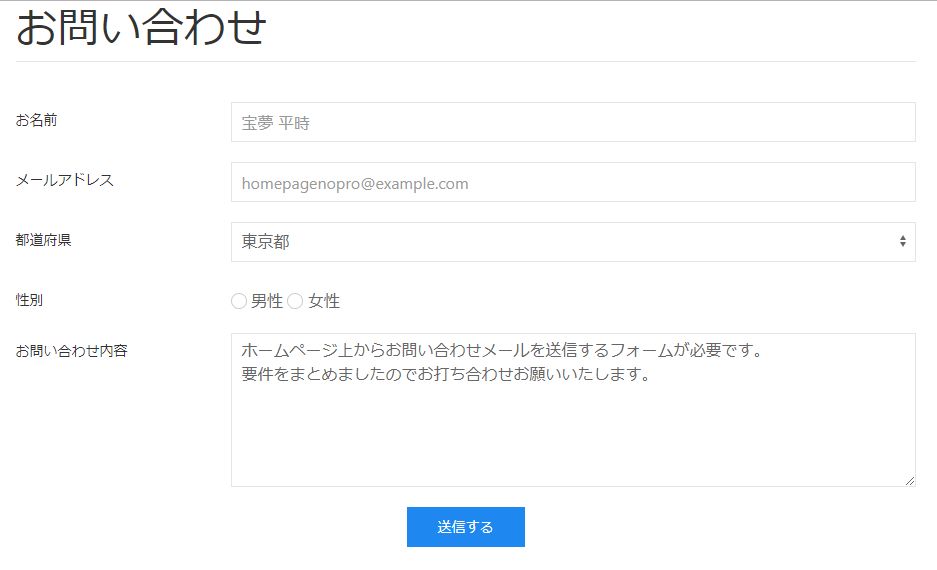 お問い合わせ
お名前
宝夢 平時
メールアドレス
homepagenopro@example.com
都道府県
東京都
性別
男性 女性
お問い合わせ内容
ホームページ上からお問い合わせメールを送信するフォームが必要です。
要件をまとめましたのでお打ち合わせお願いいたします。
送信する